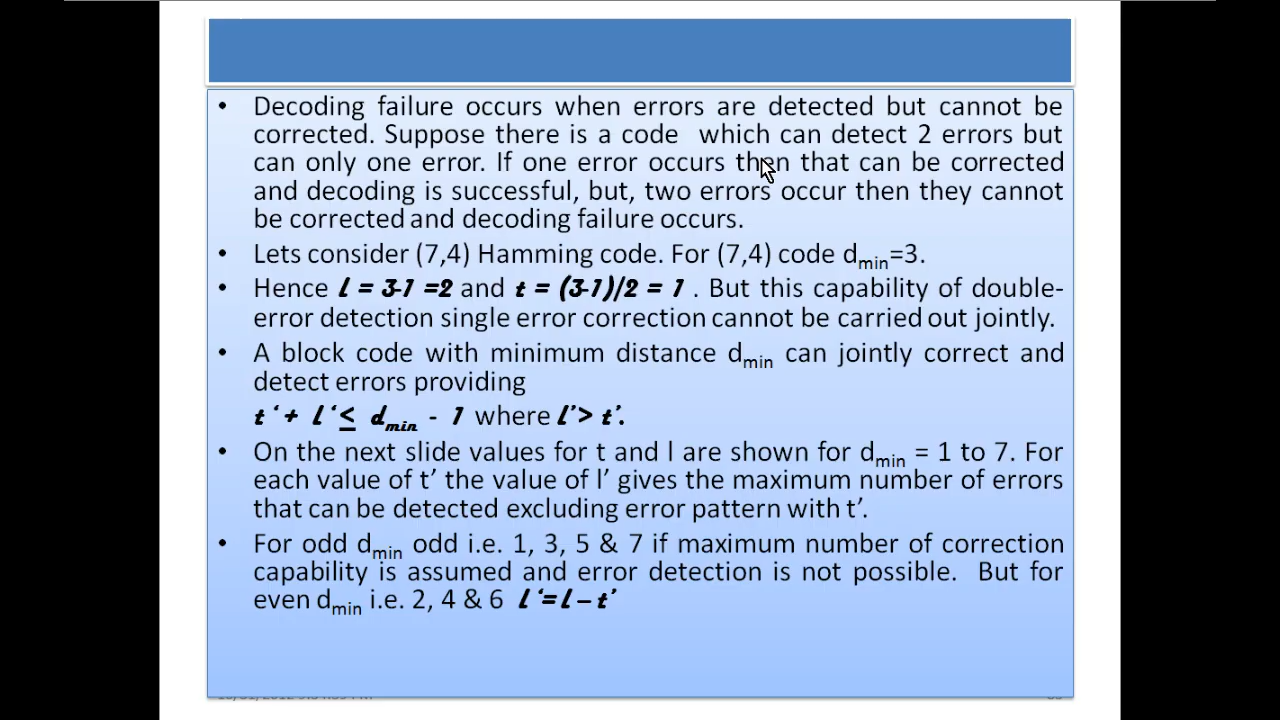 • Decoding failure occurs when errors are detected but cannot be
corrected. Suppose there is a code which can detect 2 errors but
can only one error. If one error occurs then that can be corrected
and decoding is successful, but, two errors occur then they cannot
be corrected and decoding failure occurs.
• Lets consider (7,4) Hamming code. For (7,4) code dmin=3.
• Hence l = 3-1 =2 and t = (3-1)/2 = 1 . But this capability of double-
error detection single error correction cannot be carried out jointly.
• A block code with minimum distance dmin can jointly correct and
detect errors providing
t ‘ + l ‘ ≤ dmin - 1 where l’> t’.
• On the next slide values for t and l are shown for dmin = 1 to 7. For
each value of t’ the value of l’ gives the maximum number of errors
that can be detected excluding error pattern with t’.
• For odd dmin odd i.e. 1, 3, 5 & 7 if maximum number of correction
capability is assumed and error detection is not possible. But for
even dmin i.e. 2, 4 & 6 l ‘=l – t’